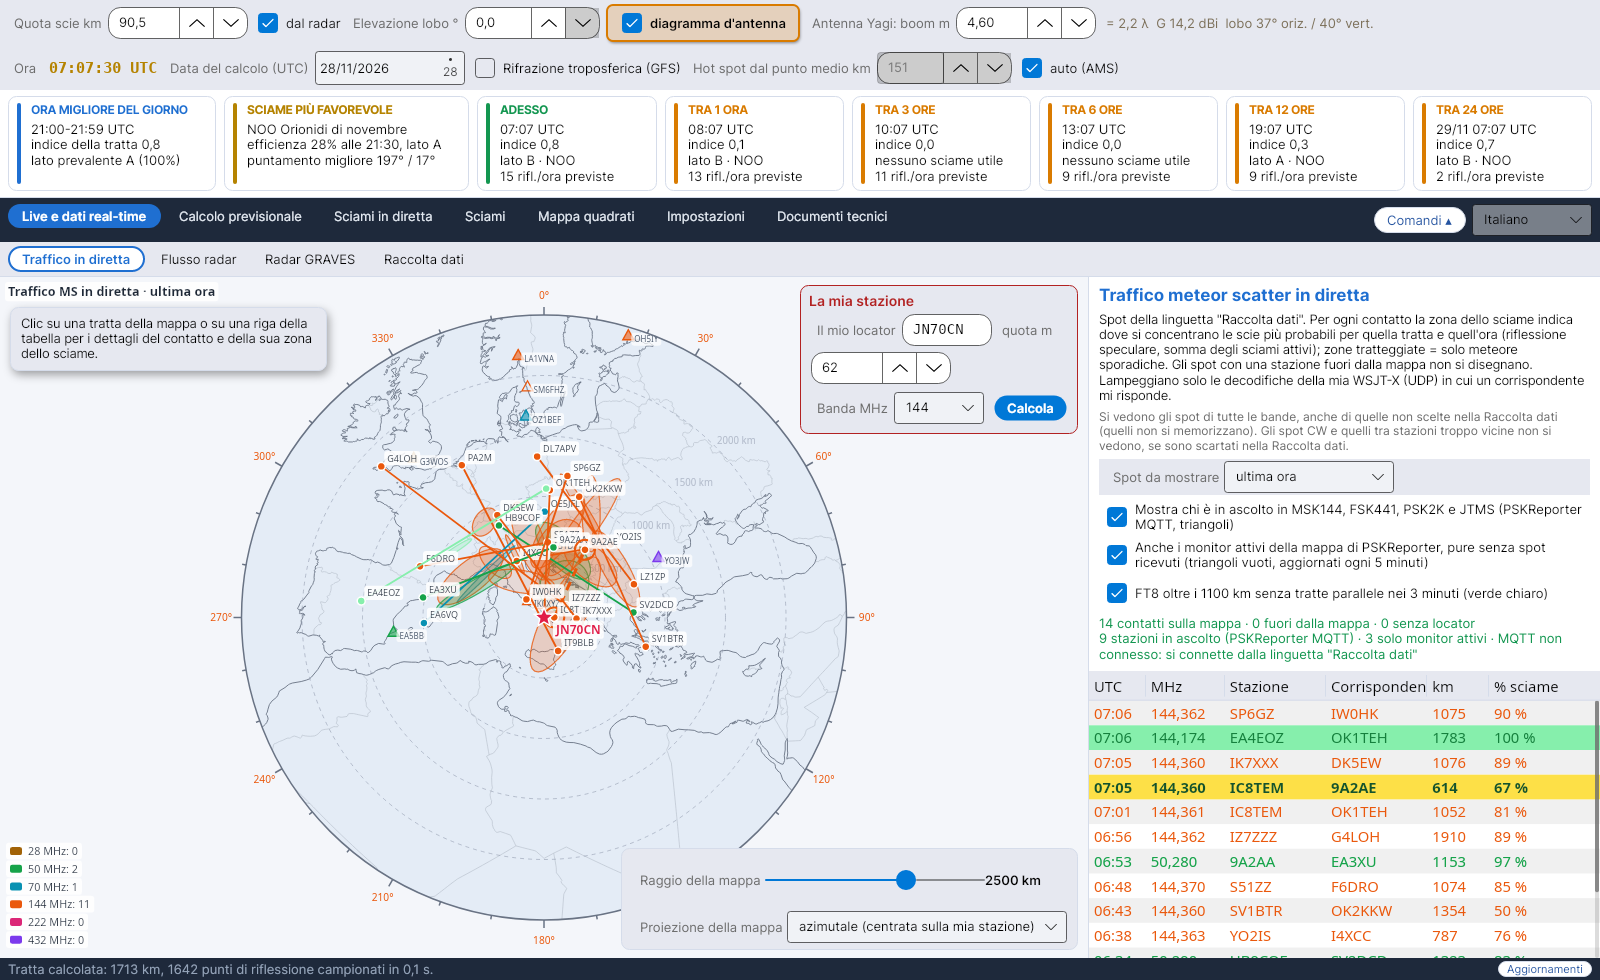 Quota scie km 90,5 dal radar Elevazione lobo ° 0,0 diagramma d'antenna Antenna Yagi: boom m 4,60 = 2,2 λ G 14,2 dBi lobo 37° oriz. / 40° vert.
Ora 07:07:30 UTC Data del calcolo (UTC) 28/11/2026 28 Rifrazione troposferica (GFS) Hot spot dal punto medio km 151 auto (AMS)
ORA MIGLIORE DEL GIORNO
21:00-21:59 UTC
indice della tratta 0,8
lato prevalente A (100%)
SCIAME PIÙ FAVOREVOLE
NOO Orionidi di novembre
efficienza 28% alle 21:30, lato A
puntamento migliore 197° / 17°
ADESSO
07:07 UTC
indice 0,8
lato B · NOO
15 rifl./ora previste
TRA 1 ORA
08:07 UTC
indice 0,1
lato B · NOO
13 rifl./ora previste
TRA 3 ORE
10:07 UTC
indice 0,0
nessuno sciame utile
11 rifl./ora previste
TRA 6 ORE
13:07 UTC
indice 0,0
nessuno sciame utile
9 rifl./ora previste
TRA 12 ORE
19:07 UTC
indice 0,3
lato A · NOO
9 rifl./ora previste
TRA 24 ORE
29/11 07:07 UTC
indice 0,7
lato B · NOO
2 rifl./ora previste
Live e dati real-time Calcolo previsionale Sciami in diretta Sciami Mappa quadrati Impostazioni Documenti tecnici Comandi ▴ Italiano
Traffico in diretta Flusso radar Radar GRAVES Raccolta dati
Traffico MS in diretta · ultima ora
Clic su una tratta della mappa o su una riga della
tabella per i dettagli del contatto e della sua zona
dello sciame.
0°
30°
60°
90°
120°
180°
210°
240°
270°
300°
330°
2000 km
1500 km
1000 km
OH5IY
LA1VNA
SM6FHZ
OZ1BEF
DL7APV
G4LOH
G3WOS
PA2M
SP6GZ
OK1TEH
OK2KKW
DK5EW
HB9COF
9A2AA
9A2AE
YO2IS
YO3JW
F6DRO
LZ1ZP
EA4EOZ
EA3XU
EA6VQ
EA5BB
IW0HK
IZ7ZZZ
IK7XXX
SV2DCD
JN70CN
IT9BLB
SV1BTR
La mia stazione
Il mio locator JN70CN quota m
62
Banda MHz 144 Calcola
28 MHz: 0
50 MHz: 2
70 MHz: 1
144 MHz: 11
222 MHz: 0
432 MHz: 0
Raggio della mappa 2500 km
Proiezione della mappa azimutale (centrata sulla mia stazione)
Traffico meteor scatter in diretta
Spot della linguetta "Raccolta dati". Per ogni contatto la zona dello sciame indica
dove si concentrano le scie più probabili per quella tratta e quell'ora (riflessione
speculare, somma degli sciami attivi); zone tratteggiate = solo meteore
sporadiche. Gli spot con una stazione fuori dalla mappa non si disegnano.
Lampeggiano solo le decodifiche della mia WSJT-X (UDP) in cui un corrispondente
mi risponde.
Si vedono gli spot di tutte le bande, anche di quelle non scelte nella Raccolta dati
(quelli non si memorizzano). Gli spot CW e quelli tra stazioni troppo vicine non si
vedono, se sono scartati nella Raccolta dati.
Spot da mostrare ultima ora
Mostra chi è in ascolto in MSK144, FSK441, PSK2K e JTMS (PSKReporter
MQTT, triangoli)
Anche i monitor attivi della mappa di PSKReporter, pure senza spot
ricevuti (triangoli vuoti, aggiornati ogni 5 minuti)
FT8 oltre i 1100 km senza tratte parallele nei 3 minuti (verde chiaro)
14 contatti sulla mappa · 0 fuori dalla mappa · 0 senza locator
9 stazioni in ascolto (PSKReporter MQTT) · 3 solo monitor attivi · MQTT non
connesso: si connette dalla linguetta "Raccolta dati"
UTC MHz Stazione Corrisponden km % sciame
07:06 144,362 SP6GZ IW0HK 1075 90 %
07:06 144,174 EA4EOZ OK1TEH 1783 100 %
07:05 144,360 IK7XXX DK5EW 1076 89 %
07:05 144,360 IC8TEM 9A2AE 614 67 %
07:01 144,361 IC8TEM OK1TEH 1052 81 %
06:56 144,362 IZ7ZZZ G4LOH 1910 89 %
06:53 50,280 9A2AA EA3XU 1153 97 %
06:48 144,370 S51ZZ F6DRO 1074 85 %
06:43 144,360 SV1BTR OK2KKW 1354 50 %
06:38 144,363 YO2IS I4XCC 787 76 %
Tratta calcolata: 1713 km, 1642 punti di riflessione campionati in 0,1 s.
Aggiornamenti